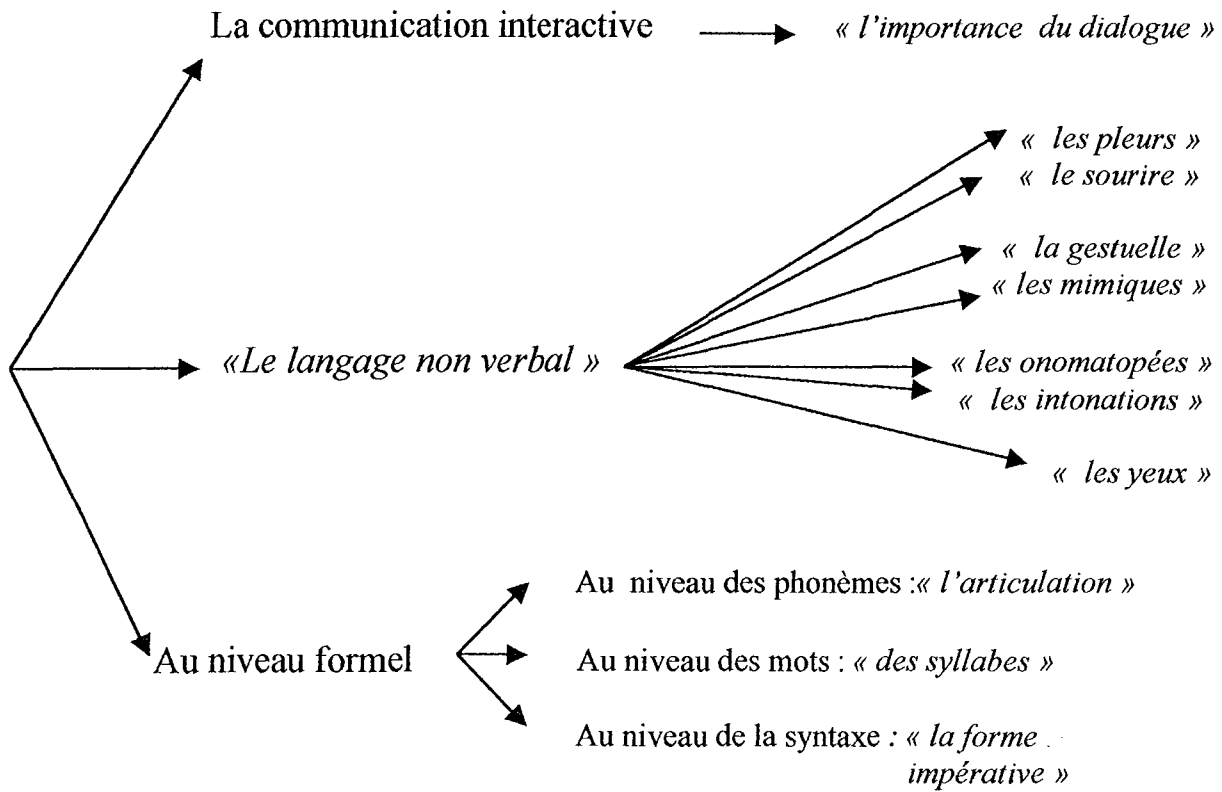 La communication interactive « l'importance du dialogue »
« les pleurs »
« le sourire »
« la gestuelle »
« les mimiques »
«Le langage non verbal » « les onomatopées »
« les intonations »
« les yeux »
Au niveau des phonèmes :« l'articulation »
Au niveau formel Au niveau des mots : « des syllabes »
Au niveau de la syntaxe : « la forme
impérative »